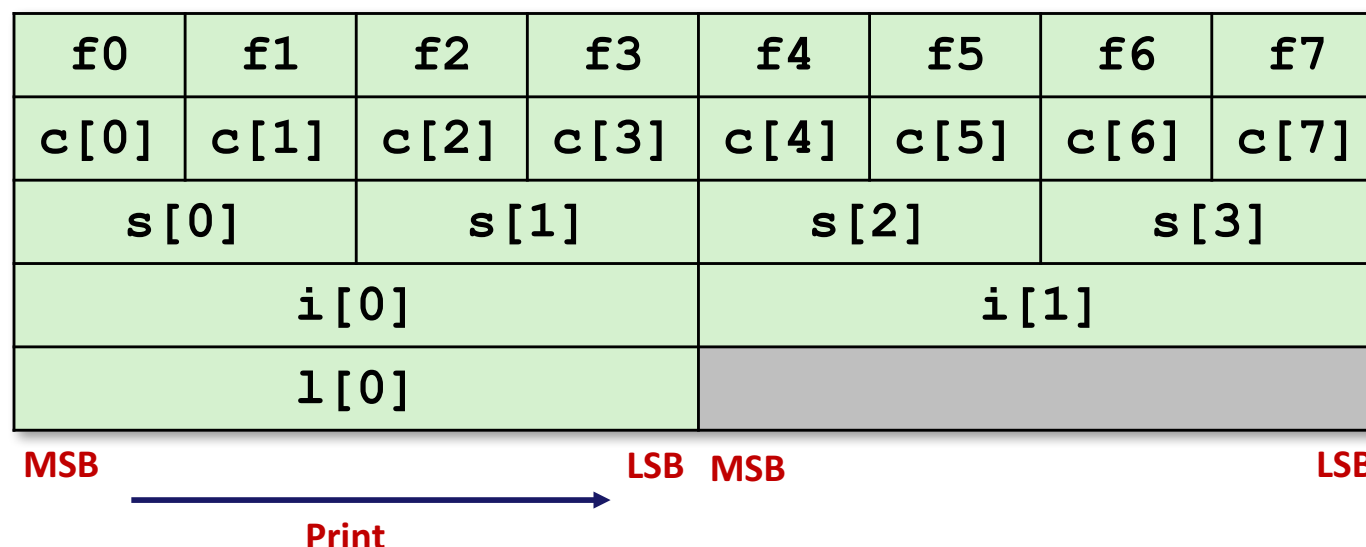 f0 f1 f2 f3 f4 f5 f6 f7
c[0] c[1] c[2] c[3] c[4] c[5] c[6] c[7]
s[0] s[1] s[2] s[3]
i[0] i[1]
l[0]
MSB LSB MSB LSB
Print